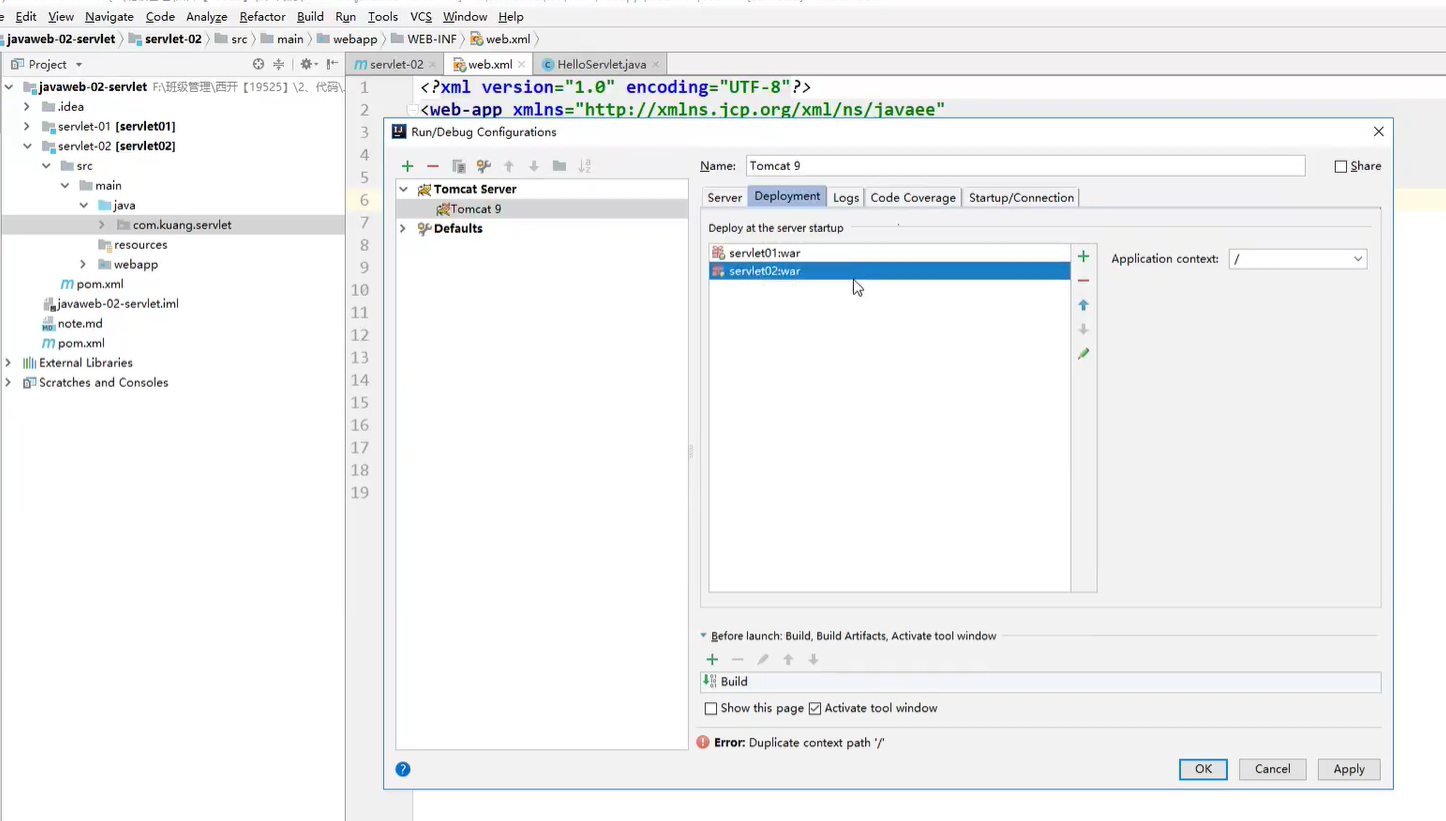 Edit View Navigate Code Analyze Refactor Build Run Tools VCS Window Help
javaweb-02-servlet servlet-02 src main webapp WEB-INF web.xml
Project
servlet-02 web.xml HelloServlet.java
javaweb-02-servlet F:\班级管理\西开【19525】\2、代码\
.idea
servlet-01 [servlet01]
servlet-02 [servlet02]
src
main
java
com.kuang.servlet
resources
webapp
pom.xml
javaweb-02-servlet.iml
note.md
pom.xml
External Libraries
Scratches and Consoles
1 <?xml version="1.0" encoding="UTF-8"?>
2 <web-app xmlns="http://xmlns.jcp.org/xml/ns/javaee"
3
4
5
6
7
8
9
10
11
12
13
14
15
16
17
18
19
Run/Debug Configurations
Tomcat Server
Tomcat 9
Defaults
Name: Tomcat 9
Share
Server Deployment Logs Code Coverage Startup/Connection
Deploy at the server startup
servlet01:war
servlet02:war
Application context: /
Before launch: Build, Build Artifacts, Activate tool window
Build
Show this page Activate tool window
Error: Duplicate context path '/'
OK Cancel Apply